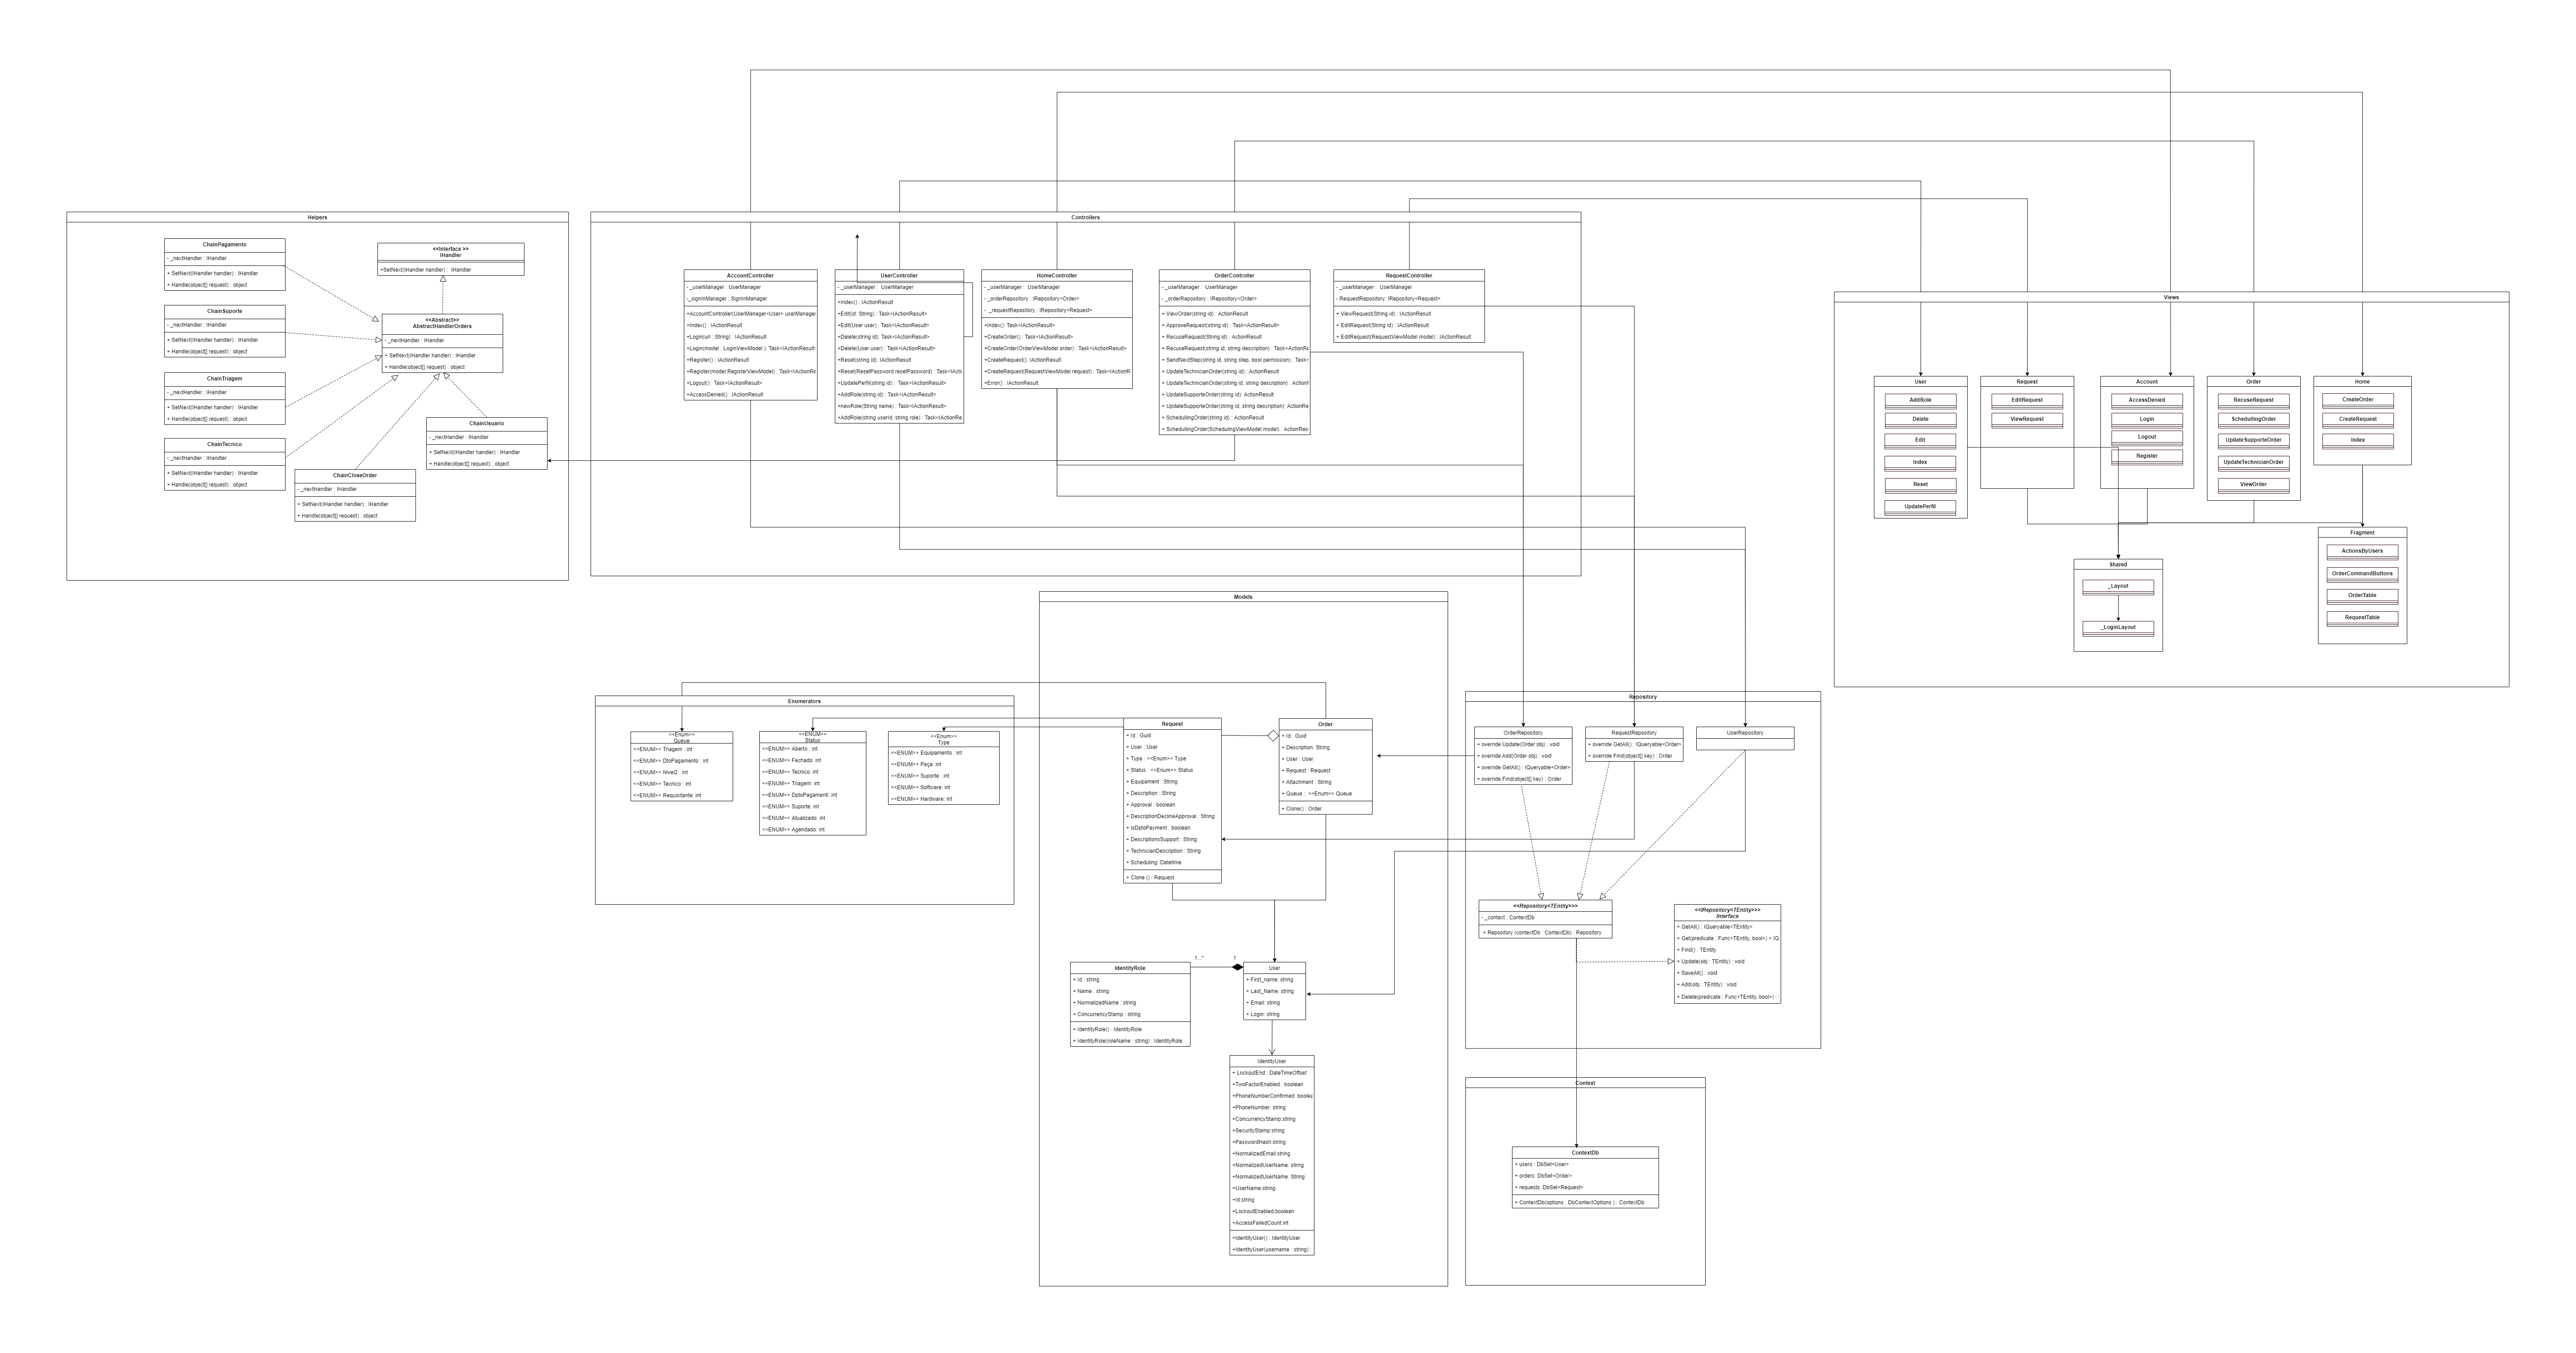 Helpers
ChainPagamento
- _nextHandler : IHandler
+ SetNext(IHandler handler) : IHandler
+ Handle(object[] request) : object
ChainSuporte
- _nextHandler : IHandler
+ SetNext(IHandler handler) : IHandler
+ Handle(object[] request) : object
ChainTriagem
- _nextHandler : IHandler
+ SetNext(IHandler handler) : IHandler
+ Handle(object[] request) : object
ChainTecnico
- _nextHandler : IHandler
+ SetNext(IHandler handler) : IHandler
+ Handle(object[] request) : object
<<Interface >>
IHandler
+SetNext(IHandler handler) : IHandler
<<Abstract>>
AbstractHandlerOrders
- _nextHandler : IHandler
+ SetNext(IHandler handler) : IHandler
+ Handle(object[] request) : object
ChainUsuario
- _nextHandler : IHandler
+ SetNext(IHandler handler) : IHandler
+ Handle(object[] request) : object
ChainCloseOrder
- _nextHandler : IHandler
+ SetNext(IHandler handler) : IHandler
+ Handle(object[] request) : object
Controllers
AccountController
- _userManager : UserManager
-_signInManager : SignInManager
+AccountController(UserManager<User> userManager
+Index() : IActionResult
+Login(url : String) : IActionResult
+Login(model : LoginViewModel ): Task<IActionResult>
+Register() : IActionResult
+Register(model:RegisterViewModel) : Task<IActionRe
+Logout() : Task<IActionResult>
+AccessDenied() : IActionResult
UserController
- _userManager : UserManager
+Index() : IActionResult
+Edit(id: String) : Task<IActionResult>
+Edit(User user) : Task<IActionResult>
+Delete(string id): Task<IActionResult>
+Delete(User user) : Task<IActionResult>
+Reset(string id), IActionResult
+Reset(ResetPassword resetPassword) : Task<IActi
+UpdatePerfil(string id) : Task<IActionResult>
+AddRole(string id) : Task<IActionResult>
+newRole(String name) : Task<IActionResult>
+AddRole(string userId, string role) : Task<IActionRe
HomeController
- _userManager : UserManager
- _orderRepository : IRepository<Order>
- _requestRepository : IRepository<Request>
+Index(): Task<IActionResult>
+CreateOrder() : Task<IActionResult>
+CreateOrder(OrderViewModel order) : Task<IActionResult>
+CreateRequest(): IActionResult
+CreateRequest(RequestViewModel request): Task<IActionR
+Error() : IActionResult
OrderController
- _userManager : UserManager
- _orderRepository : IRepository<Order>
+ ViewOrder(string id) : ActionResult
+ ApproveRequest(string id) : Task<ActionResult>
+ RecuseRequest(string id) : ActionResult
+ RecuseRequest(string id, string description) : Task<ActionRe
+ SendNextStep(string id, string step, bool permission) : Task<
+ UpdateTechnicianOrder(string id) : ActionResult
+ UpdateTechnicianOrder(string id, string description) : ActionF
+ UpdateSupporteOrder(string id): ActionResult
+ UpdateSupporteOrder(string id, string description): ActionRe
+ SchedullingOrder(string id) : ActionResult
+ SchedullingOrder(SchedulingViewModel model) : ActionRes
RequestController
- _userManager : UserManager
- RequestRepository: IRepository<Request>
+ ViewRequest(String id) : IActionResult
+ EditRequest(String id) : IActionResult
+ EditRequest(RequestViewModel model) : IActionResult
Views
User
AddRole
Delete
Edit
Index
Reset
UpdatePerfil
Request
EditRequest
ViewRequest
Account
AccessDenied
Login
Logout
Register
Order
RecuseRequest
SchedullingOrder
UpdateSupporteOrder
UpdateTechnicianOrder
ViewOrder
Home
CreateOrder
CreateRequest
Index
Fragment
ActionsByUsers
OrderCommandButtons
OrderTable
RequestTable
Shared
_Layout
_LoginLayout
Enumerators
<<Enum>>
Queue
<<ENUM>> Triagem : int
<<ENUM>> DtoPagamento : int
<<ENUM>> Nivel2 : int
<<ENUM>> Tecnico : int
<<ENUM>> Requisitante: int
<<ENUM>>
Status
<<ENUM>> Aberto : int
<<ENUM>> Fechado: int
<<ENUM>> Tecnico: int
<<ENUM>> Triagem: int
<<ENUM>> DptoPagamenti: int
<<ENUM>> Suporte: int
<<ENUM>> Atualizado: int
<<ENUM>> Agendado: int
<<Enum>>
Type
<<ENUM>> Equipamento : int
<<ENUM>> Peça: int
<<ENUM>> Suporte : int
<<ENUM>> Software: int
<<ENUM>> Hardware: int
Models
Request
+ Id : Guid
+ User : User
+ Type : <<Enum>> Type
+ Status : <<Enum>> Status
+ Equipament : String
+ Description : String
+ Approval : boolean
+ DescriptionDeclineApproval : String
+ isDptoPayment : boolean
+ DescriptionsSupport : String
+ TechnicianDescription : String
+ Scheduling: Datetime
+ Clone () : Request
Order
+ Id : Guid
+ Description: String
+ User : User
+ Request : Request
+ Attachment : String
+ Queue : <<Enum>> Queue
+ Clone() : Order
IdentityRole
+ Id : string
+ Name : string
+ NormalizedName : string
+ ConcurrencyStamp : string
+ IdentityRole() : IdentityRole
+ IdentityRole(roleName : string) : IdentityRole
1...*
1
User
+ First_name: string
+ Last_Name: string
+ Email: string
+ Login: string
IdentityUser
+ LockoutEnd : DateTimeOffset
+TwoFactorEnabled : boolean
+PhoneNumberConfirmed: boolea
+PhoneNumber: string
+ConcurrencyStamp:string
+SecurityStamp:string
+PasswordHash:string
+NormalizedEmail:string
+NormalizedUserName: string
+NormalizedUserName: String
+UserName:string
+Id:string
+LockoutEnabled:boolean
+AccessFailedCount:int
+IdentityUser() : IdentityUser
+IdentityUser(username : string) :
Repository
OrderRepository
+ override Update(Order obj) : void
+ override Add(Order obj) : void
+ override GetAll() : IQueryable<Order>
+ override Find(object[] key) : Order
RequestRepository
+ override GetAll() : IQueryable<Order>
+ override Find(object[] key) : Order
UserRepository
<<Repository<TEntity>>>
- _context : ContextDb
+ Repository (contextDb : ContextDb) : Repository
<<IRepository<TEntity>>>
Interface
+ GetAll() : IQueryable<TEntity>
+ Get(predicate : Func<TEntity, bool>) = IQ
+ Find() : TEntity
+ Update(obj : TEntity) : void
+ SaveAll() : void
+ Add(obj : TEntity) : void
+ Delete(predicate : Func<TEntity, bool>)
Context
ContextDb
+ users : DbSet<User>
+ orders: DbSet<Order>
+ requests: DbSet<Request>
+ ContextDb(options : DbContextOptions ) : ContextDb